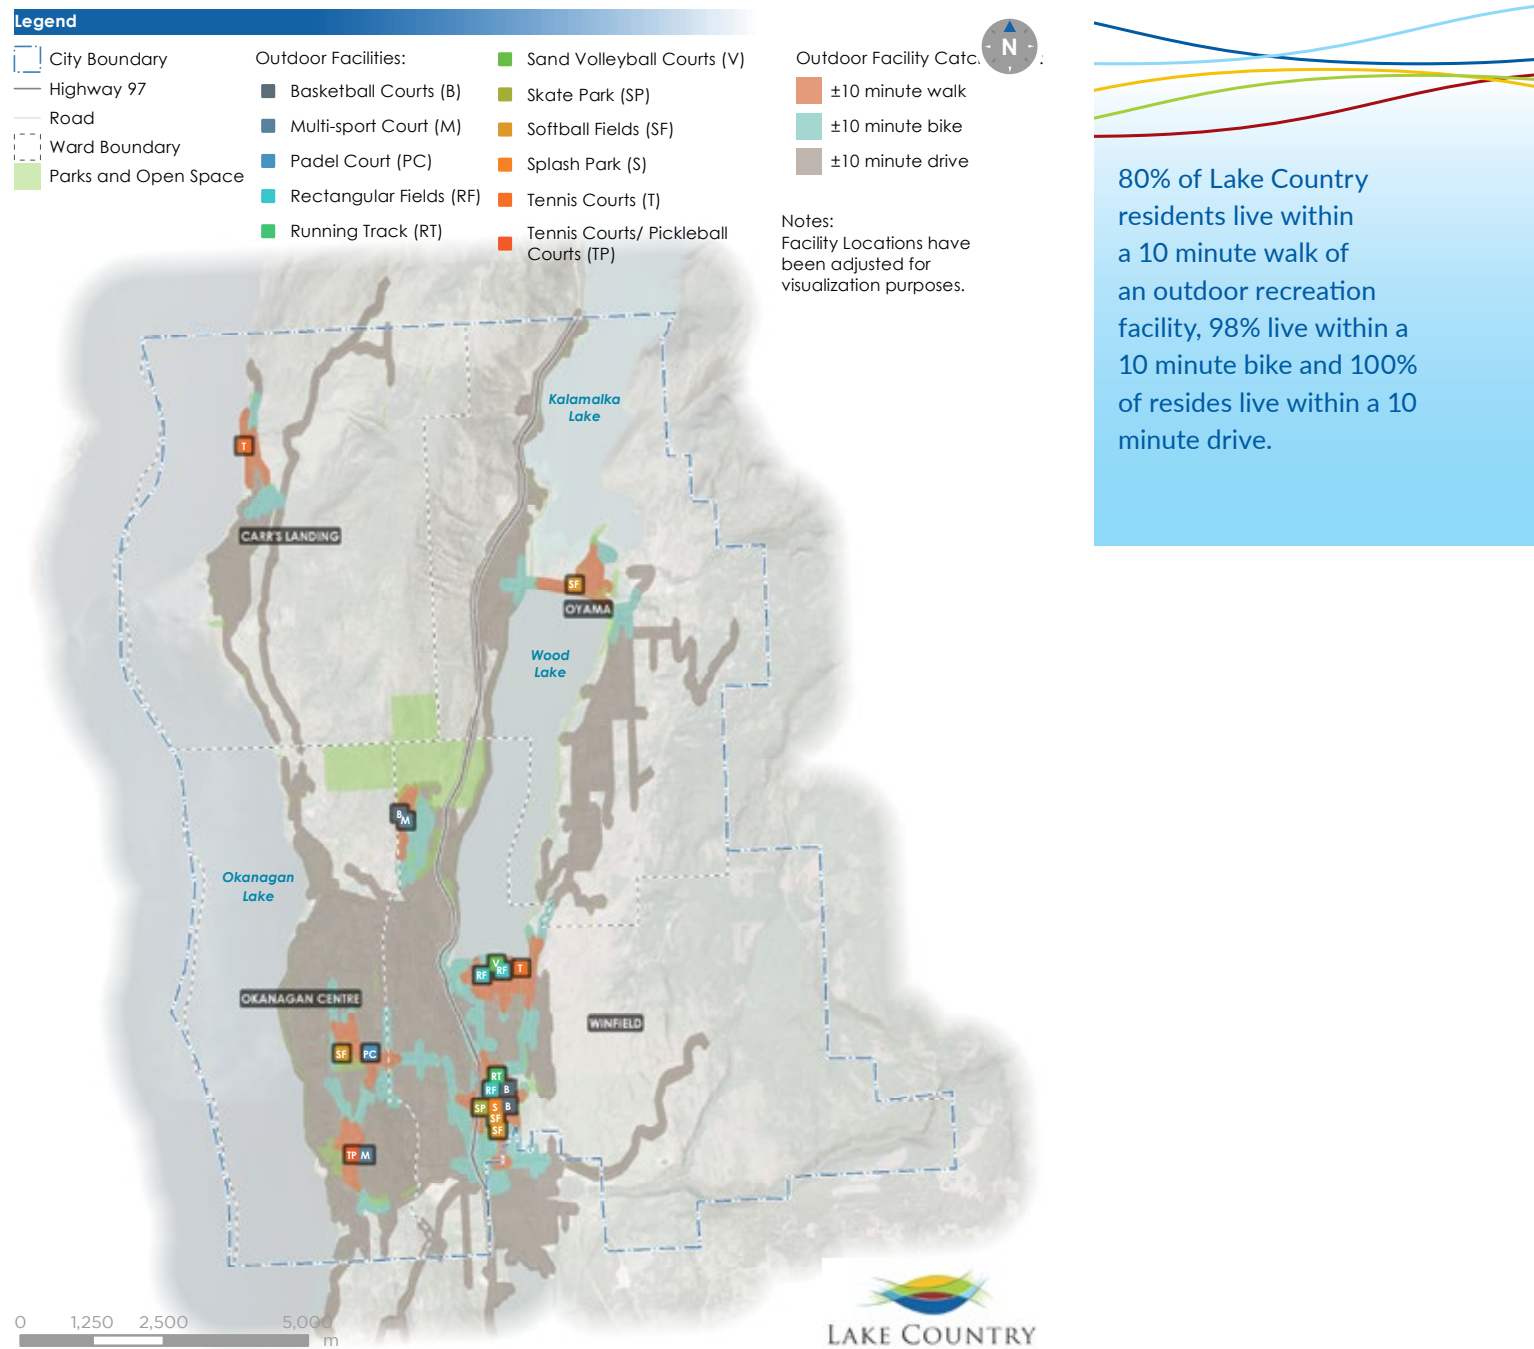 Legend
City Boundary
Highway 97
Road
Ward Boundary
Parks and Open Space
Outdoor Facilities:
Basketball Courts (B)
Multi-sport Court (M)
Padel Court (PC)
Rectangular Fields (RF)
Running Track (RT)
Sand Volleyball Courts (V)
Skate Park (SP)
Softball Fields (SF)
Splash Park (S)
Tennis Courts (T)
Tennis Courts/ Pickleball
Courts (TP)
Outdoor Facility
±10 minute walk
±10 minute bike
±10 minute drive
N
Notes:
Facility Locations have
been adjusted for
visualization purposes.
80% of Lake Country
residents live within
a 10 minute walk of
an outdoor recreation
facility, 98% live within a
10 minute bike and 100%
of resides live within a 10
minute drive.
Kalamalka
Lake
T
CARR'S LANDING
SF
OYAMA
Wood
Lake
B
M
Okanagan
Lake
V
RF
RF
T
OKANAGAN CENTRE
WINFIELD
SF
PC
RT
RF
B
SP
S
B
SF
SF
TP
M
0
1,250
2,500
5,000
m
LAKE COUNTRY